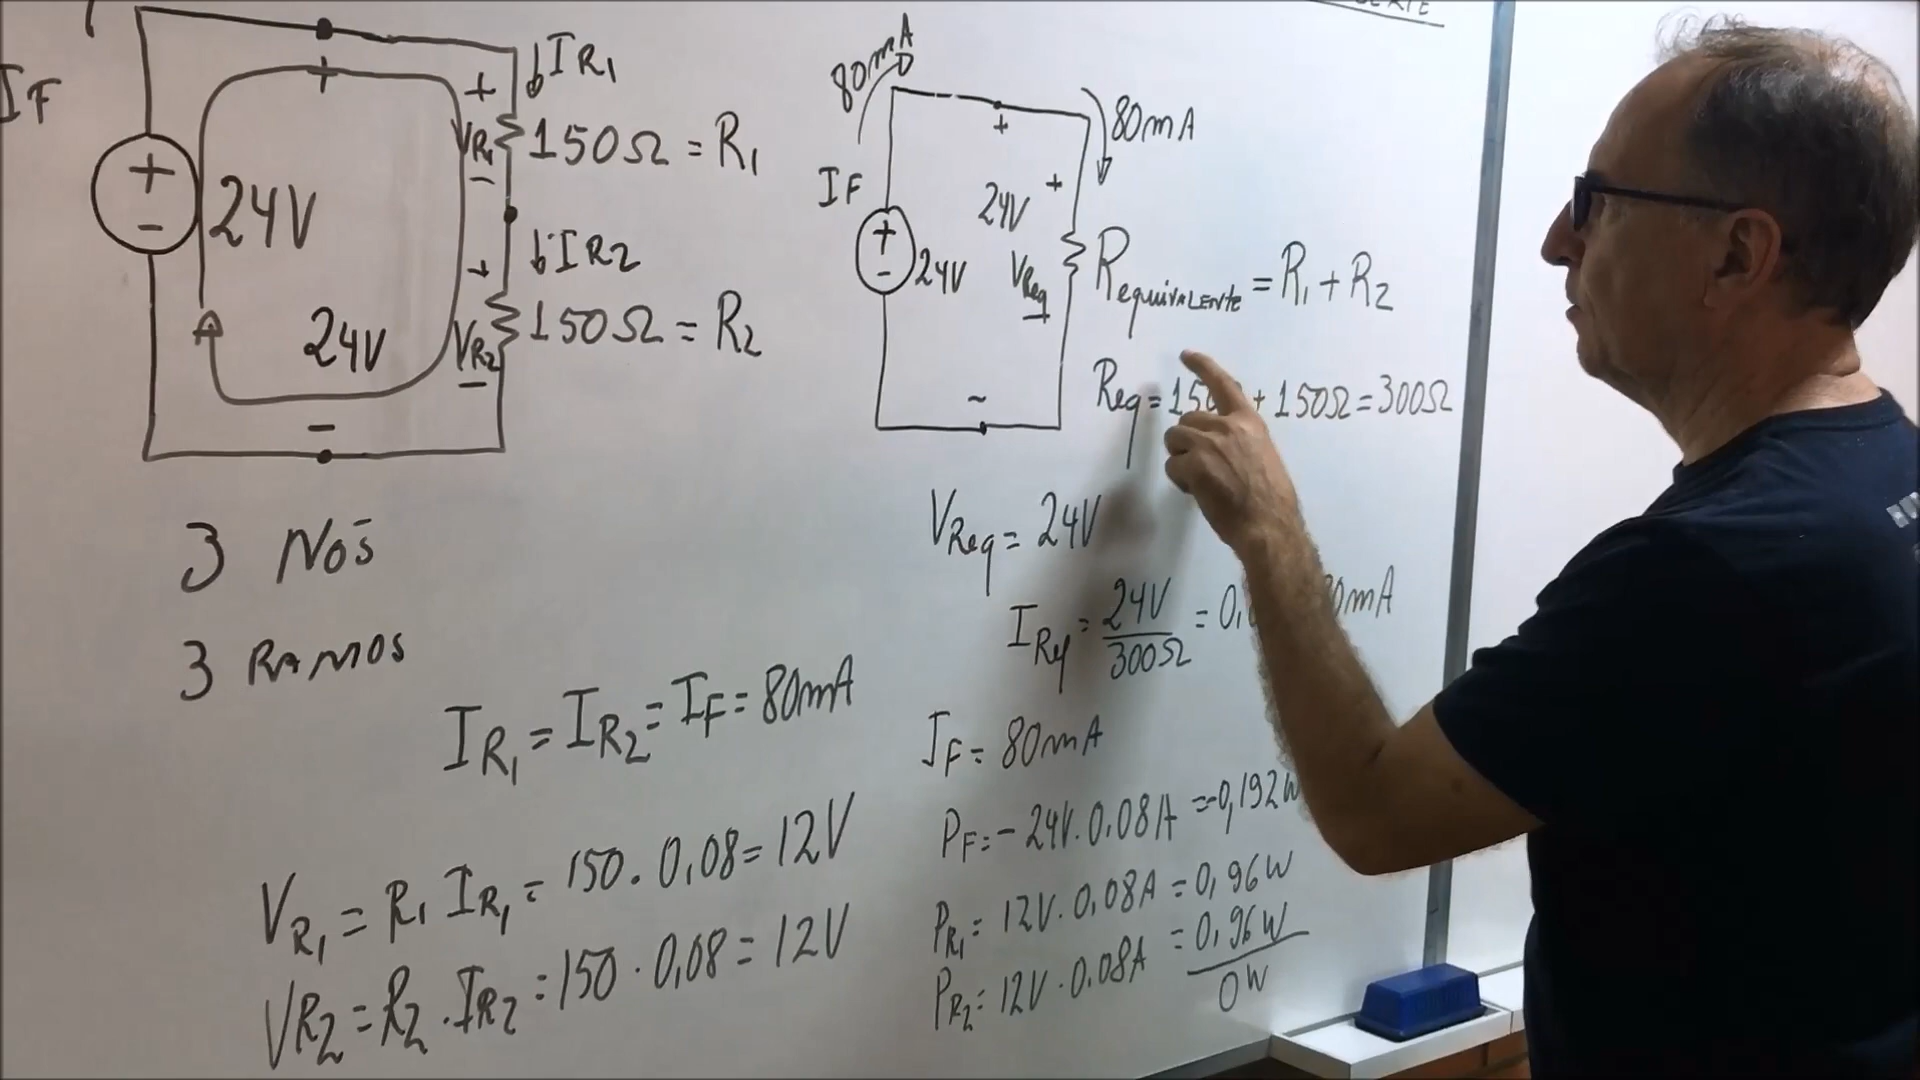 IF
+
-
24V
+
24V
-
+
VR1
-
IR1
150Ω = R1
+
VR2
-
IR2
150Ω = R2
3 NÓS
3 RAMOS
IR1 = IR2 = IF = 80mA
VR1 = R1 IR1 = 150. 0,08 = 12V
VR2 = R2 . IR2 = 150 . 0,08 = 12V
80mA
80mA
IF
+
-
24V
+
24V
+
VReq
-
~
Requivalente = R1 + R2
Req = 150 + 150Ω = 300Ω
VReq = 24V
IReq = 24V/300Ω = 0, 80mA
IF = 80mA
PF = - 24V. 0.08A = -0,192W
PR1 = 12V. 0,08A = 0,96W
PR2 = 12V . 0.08A = 0,96W
0W